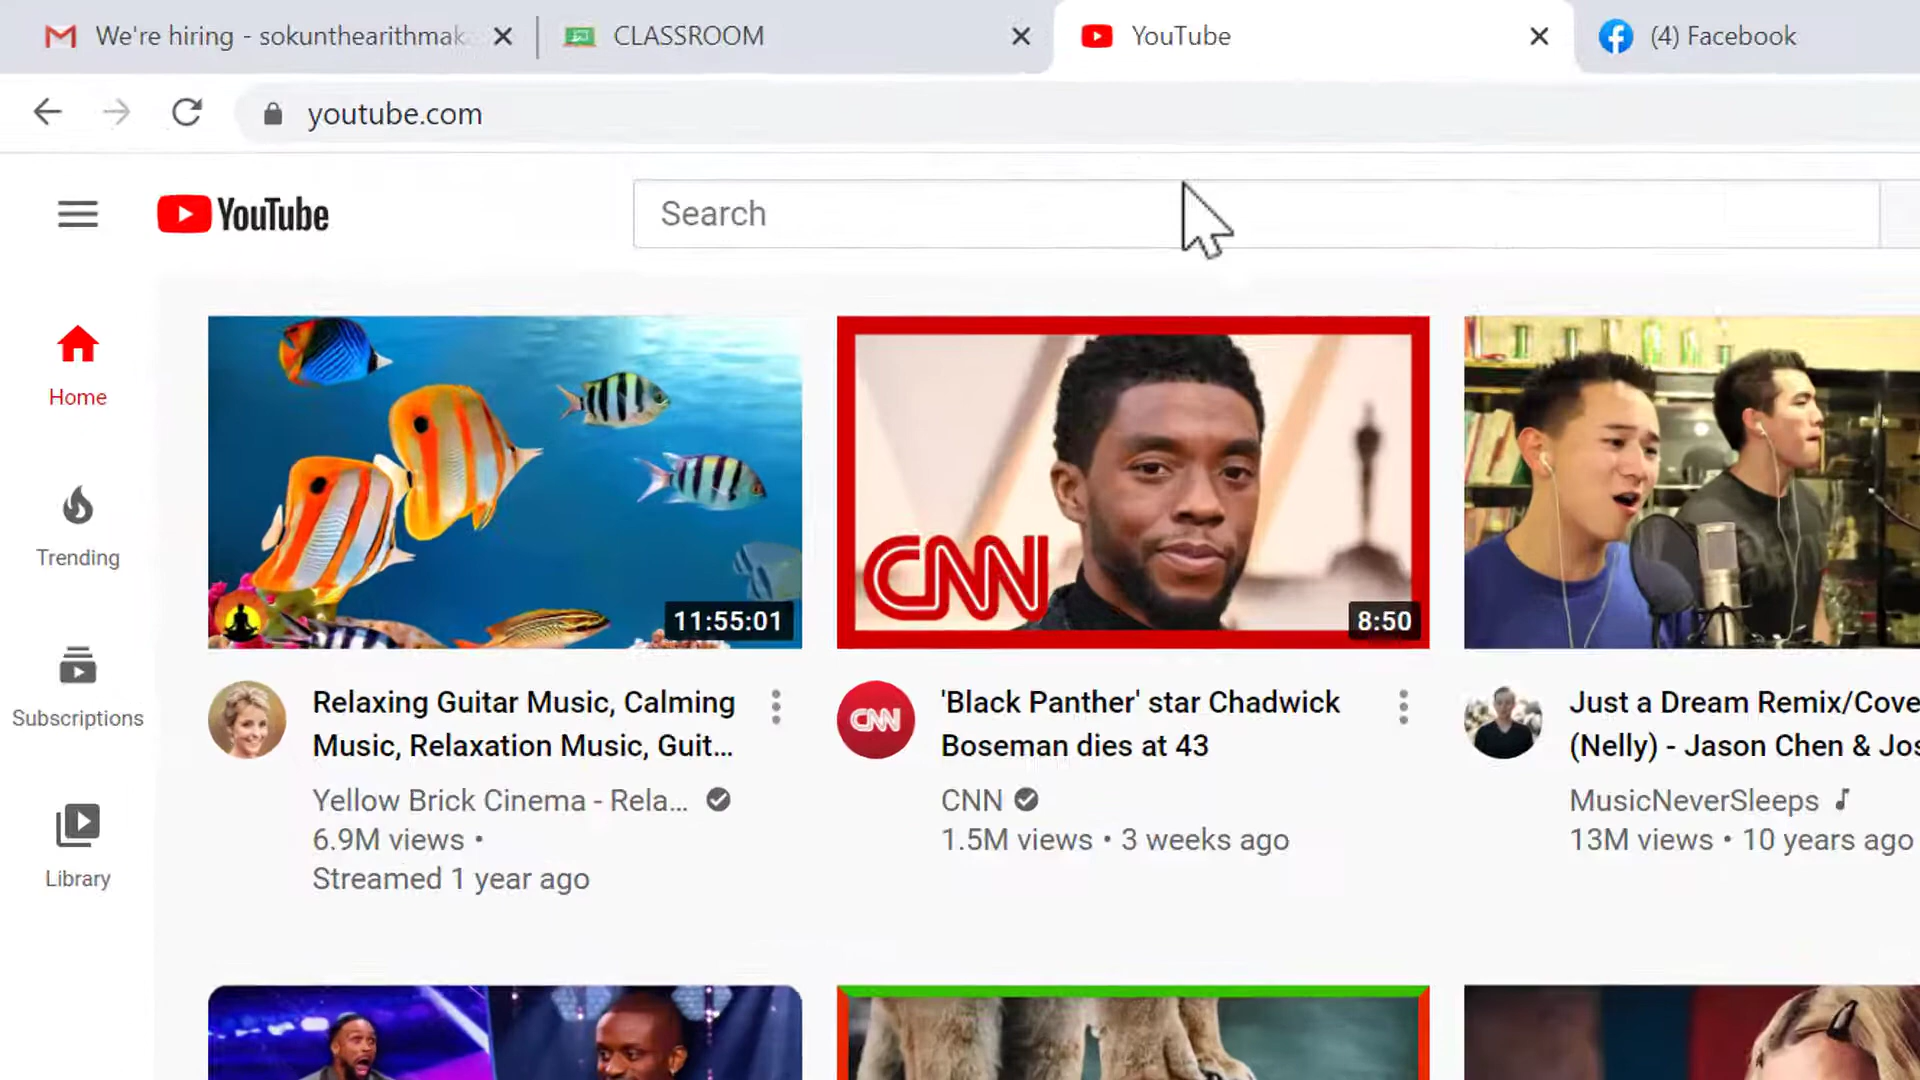 We're hiring - sokunthearithmak
CLASSROOM
YouTube
(4) Facebook
youtube.com
YouTube
Search
Home
Trending
Subscriptions
Library
11:55:01
CNN
8:50
Relaxing Guitar Music, Calming
Music, Relaxation Music, Guit...
Yellow Brick Cinema - Rela...
6.9M views •
Streamed 1 year ago
CNN
'Black Panther' star Chadwick
Boseman dies at 43
CNN
1.5M views • 3 weeks ago
Just a Dream Remix/Cove
(Nelly) - Jason Chen & Jos
MusicNeverSleeps
13M views • 10 years ago